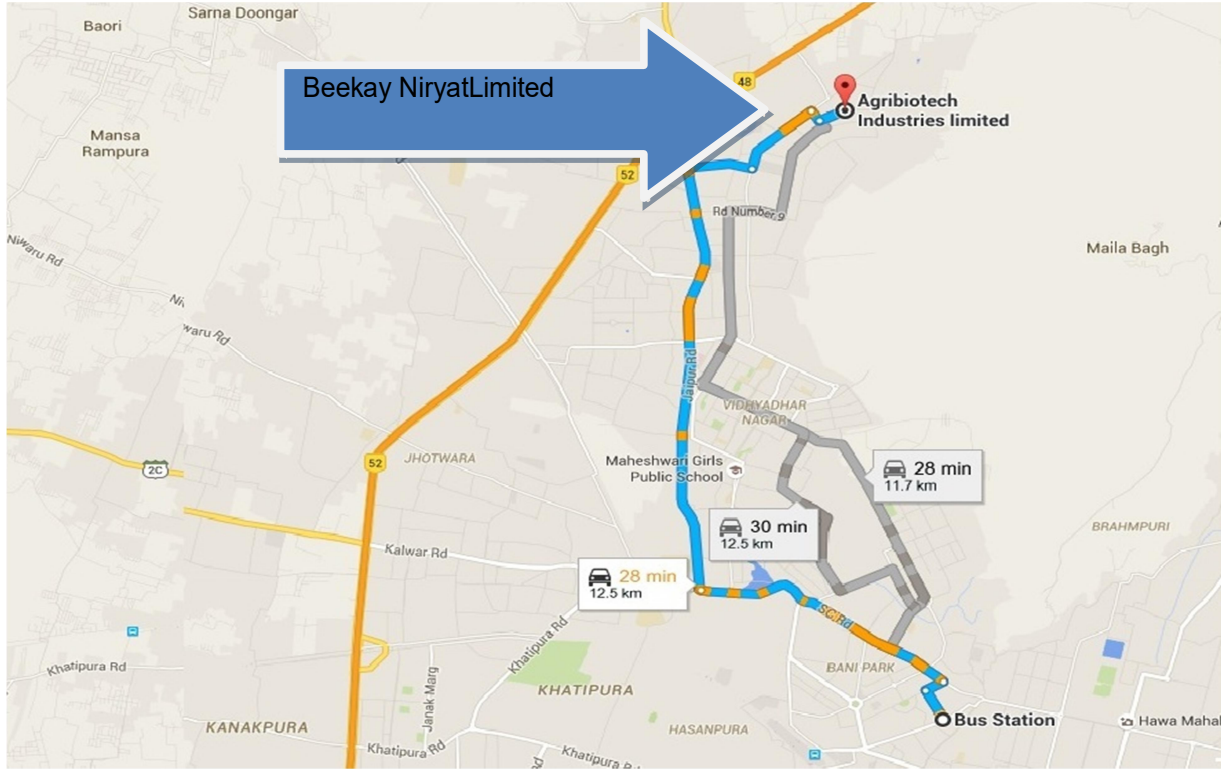 Sarna Doongar
Baori
Beekay NiryatLimited
48
Agribiotech
Industries limited
Mansa
Rampura
52
Rd Number 9
Niwaru Rd
Maila Bagh
waru Rd
Jaipur Rd
VIDHYADHAR
NAGAR
52
JHOTWARA
2C
Maheshwari Girls
Public School
28 min
11.7 km
30 min
12.5 km
BRAHMPURI
Kalwar Rd
28 min
12.5 km
SC Rd
Khatipura Rd
Khatipura Rd
BANI PARK
Janak Marg
KHATIPURA
Bus Station
Hawa Mahal
KANAKPURA
HASANPURA
Khatipura Rd
Khatipura R